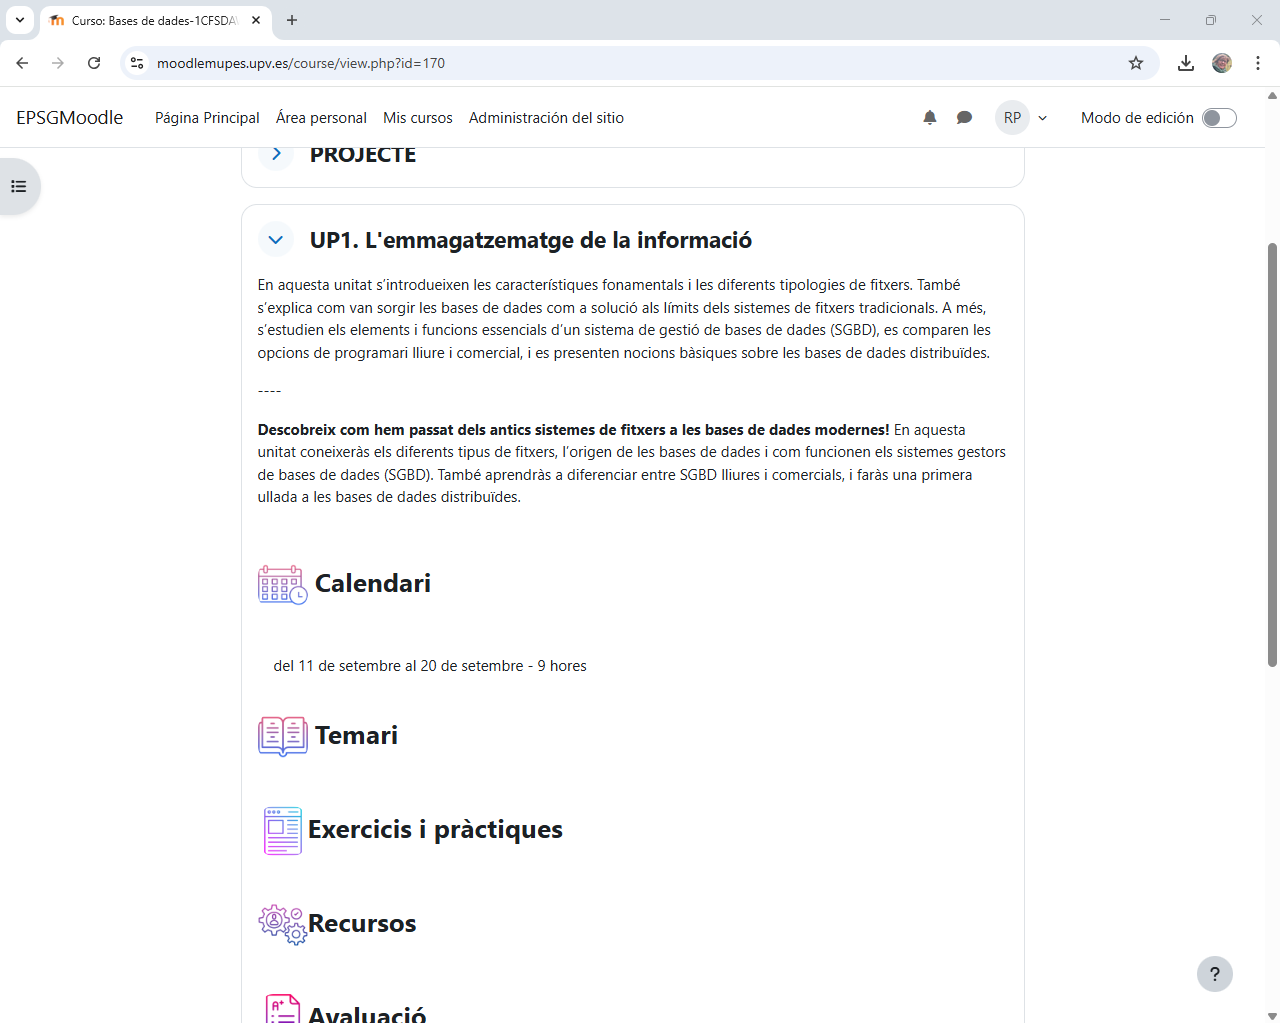 Curso: Bases de dades-1CFSDA
moodlemupes.upv.es/course/view.php?id=170
EPSGMoodle
Página Principal
Área personal
Mis cursos
Administración del sitio
RP
Modo de edición
PROJECTE
UP1. L'emmagatzematge de la informació
En aquesta unitat s’introdueixen les característiques fonamentals i les diferents tipologies de fitxers. També
s’explica com van sorgir les bases de dades com a solució als límits dels sistemes de fitxers tradicionals. A més,
s’estudien els elements i funcions essencials d’un sistema de gestió de bases de dades (SGBD), es comparen les
opcions de programari lliure i comercial, i es presenten nocions bàsiques sobre les bases de dades distribuïdes.
----
Descobreix com hem passat dels antics sistemes de fitxers a les bases de dades modernes! En aquesta
unitat coneixeràs els diferents tipus de fitxers, l’origen de les bases de dades i com funcionen els sistemes gestors
de bases de dades (SGBD). També aprendràs a diferenciar entre SGBD lliures i comercials, i faràs una primera
ullada a les bases de dades distribuïdes.
Calendari
del 11 de setembre al 20 de setembre - 9 hores
Temari
Exercicis i pràctiques
Recursos
A+
Avaluació
?